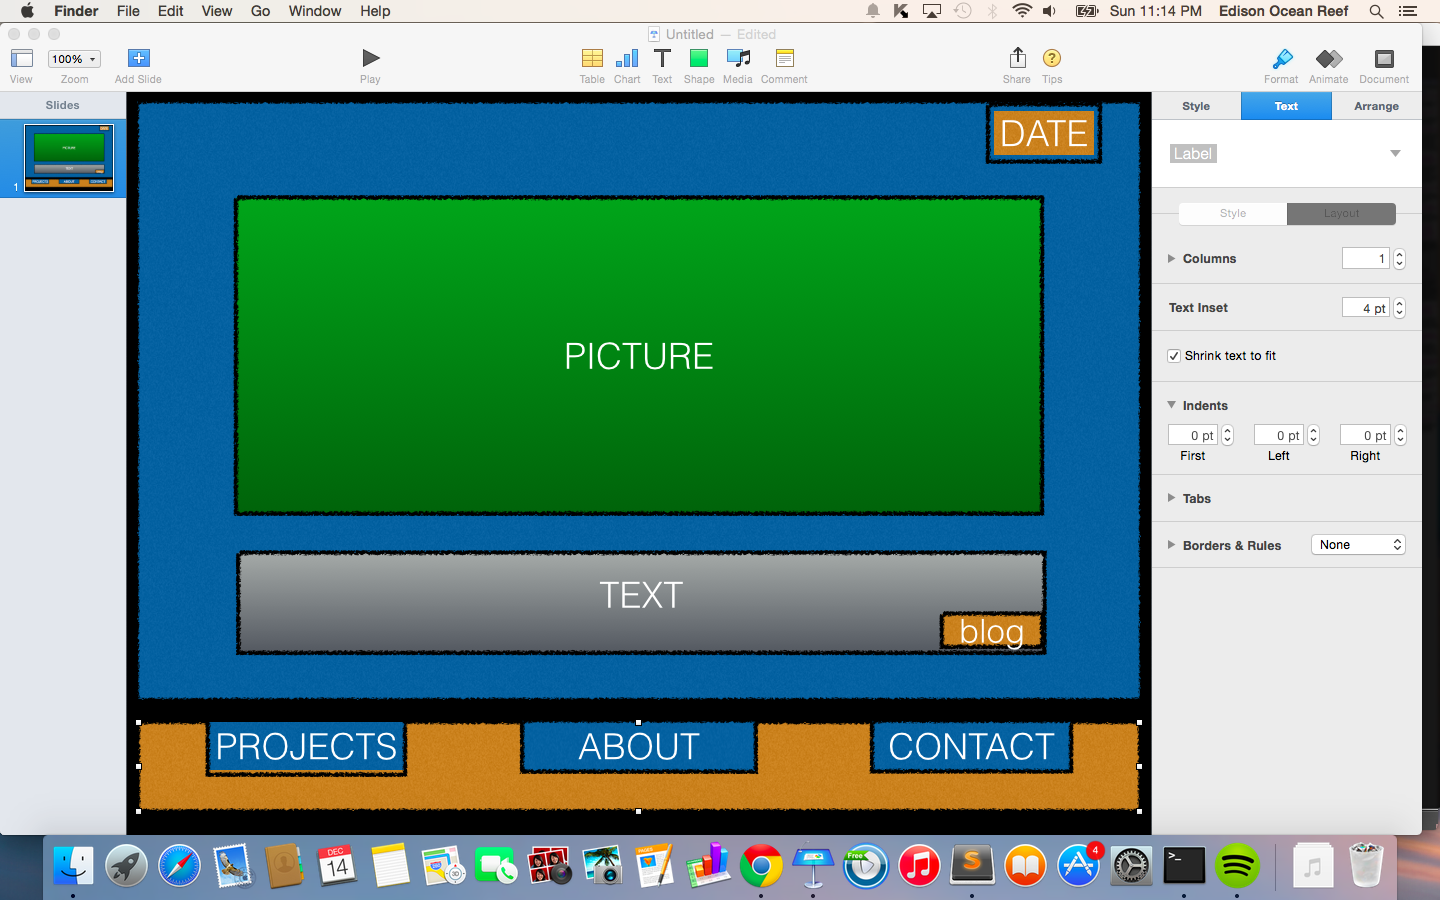 Finder File Edit View Go Window Help Sun 11:14 PM Edison Ocean Reef
Untitled — Edited
100%
View Zoom Add Slide Play Table Chart Text Shape Media Comment Share Tips Format Animate Document
Slides
Style Text Arrange
DATE
Label
1
Style Layout
Columns 1
Text Inset 4 pt
Shrink text to fit
PICTURE
Indents
0 pt 0 pt 0 pt
First Left Right
Tabs
Borders & Rules None
TEXT
blog
PROJECTS ABOUT CONTACT
DEC
14
PAGES
Free
4